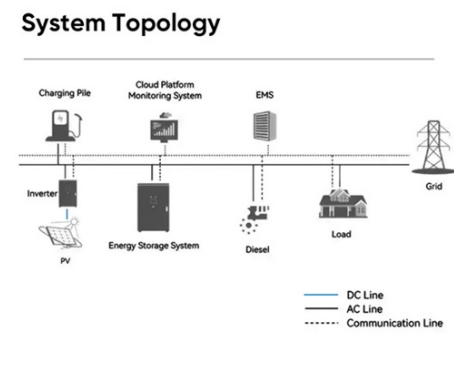 System Topology
Charging Pile
Cloud Platform
Monitoring System
EMS
Grid
Inverter
PV
Energy Storage System
Diesel
Load
DC Line
AC Line
Communication Line